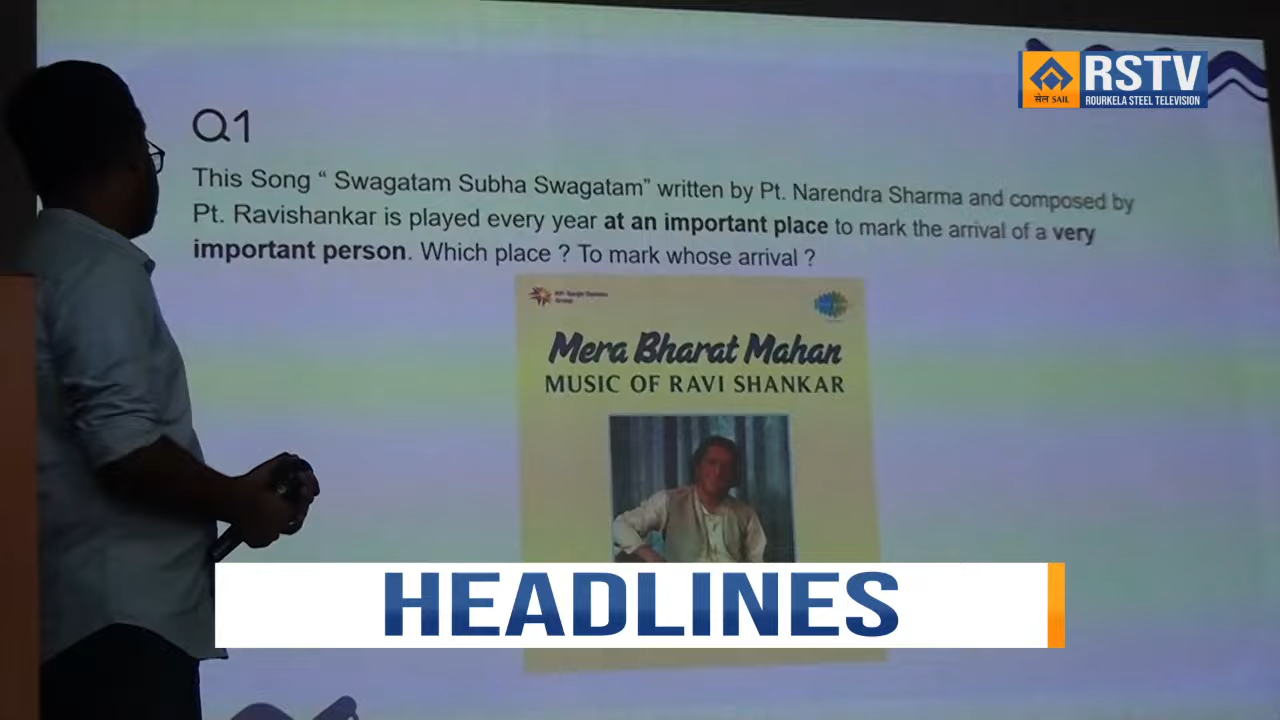 सेल SAIL
RSTV
ROURKELA STEEL TELEVISION
Q1
This Song “ Swagatam Subha Swagatam” written by Pt. Narendra Sharma and composed by
Pt. Ravishankar is played every year at an important place to mark the arrival of a very
important person. Which place ? To mark whose arrival ?
Mera Bharat Mahan
MUSIC OF RAVI SHANKAR
HEADLINES